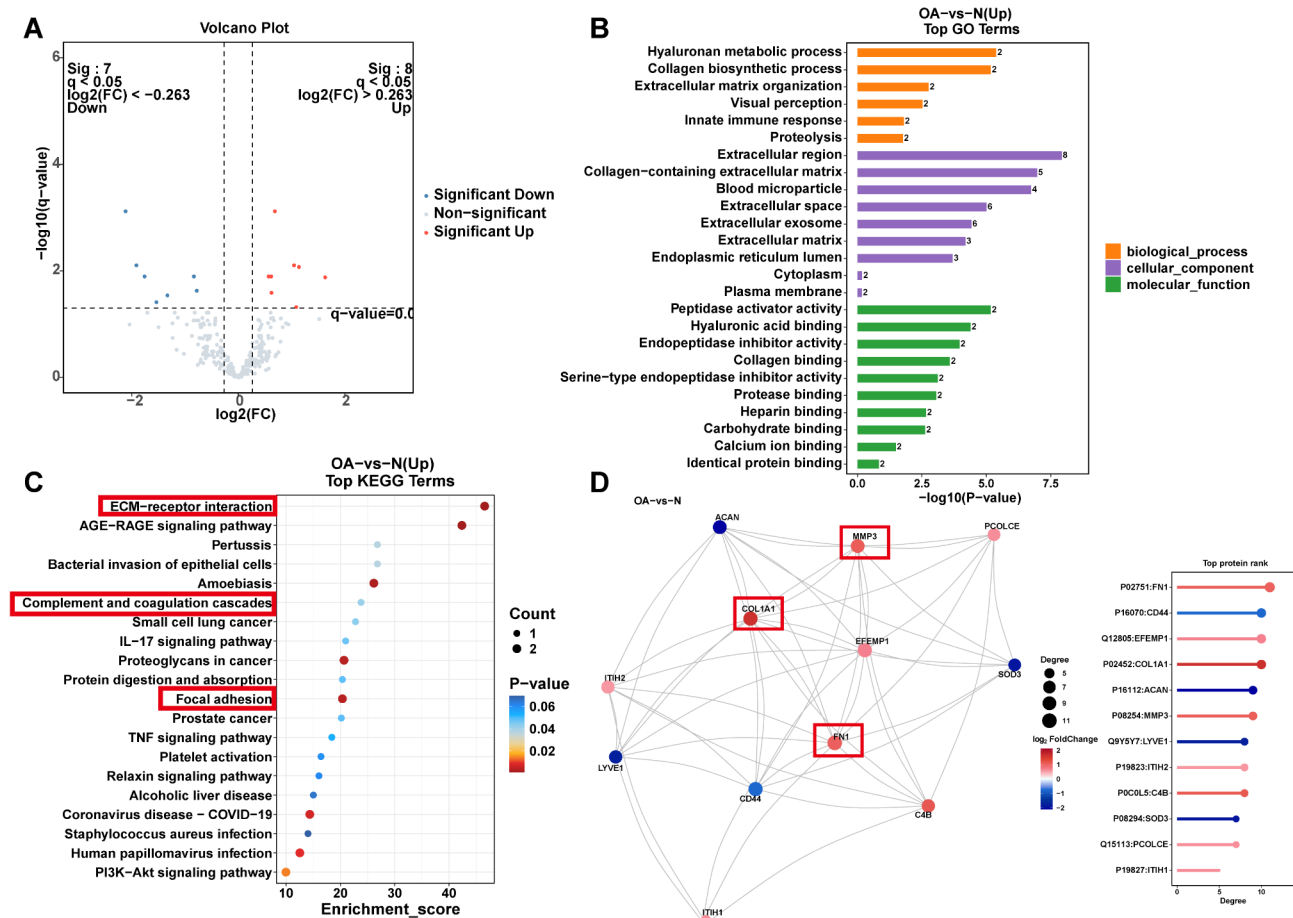 A
Volcano Plot
6
4
2
0
−log10(q−value)
Sig : 7
q < 0.05
log2(FC) < −0.263
Down
Sig : 8
q < 0.05
log2(FC) > 0.263
Up
q−value=0.0
−2
0
2
log2(FC)
Significant Down
Non−significant
Significant Up
B
OA−vs−N(Up)
Top GO Terms
Hyaluronan metabolic process 2
Collagen biosynthetic process 2
Extracellular matrix organization 2
Visual perception 2
Innate immune response 2
Proteolysis 2
Extracellular region 8
Collagen−containing extracellular matrix 5
Blood microparticle 4
Extracellular space 6
Extracellular exosome 6
Extracellular matrix 3
Endoplasmic reticulum lumen 3
Cytoplasm 2
Plasma membrane 2
Peptidase activator activity 2
Hyaluronic acid binding 2
Endopeptidase inhibitor activity 2
Collagen binding 2
Serine−type endopeptidase inhibitor activity 2
Protease binding 2
Heparin binding 2
Carbohydrate binding 2
Calcium ion binding 2
Identical protein binding 2
0.0 2.5 5.0 7.5
−log10(P−value)
biological_process
cellular_component
molecular_function
C
OA−vs−N(Up)
Top KEGG Terms
ECM−receptor interaction
AGE−RAGE signaling pathway
Pertussis
Bacterial invasion of epithelial cells
Amoebiasis
Complement and coagulation cascades
Small cell lung cancer
IL−17 signaling pathway
Proteoglycans in cancer
Protein digestion and absorption
Focal adhesion
Prostate cancer
TNF signaling pathway
Platelet activation
Relaxin signaling pathway
Alcoholic liver disease
Coronavirus disease − COVID−19
Staphylococcus aureus infection
Human papillomavirus infection
PI3K−Akt signaling pathway
10 20 30 40
Enrichment_score
Count
1
2
P−value
0.06
0.04
0.02
D
OA−vs−N
ACAN
MMP3
PCOLCE
COL1A1
EFEMP1
SOD3
ITIH2
FN1
LYVE1
CD44
C4B
ITIH1
Degree
5
7
9
11
log₂ FoldChange
2
1
0
−1
−2
Top protein rank
P02751:FN1
P16070:CD44
Q12805:EFEMP1
P02452:COL1A1
P16112:ACAN
P08254:MMP3
Q9Y5Y7:LYVE1
P19823:ITIH2
P0C0L5:C4B
P08294:SOD3
Q15113:PCOLCE
P19827:ITIH1
0 5 10
Degree